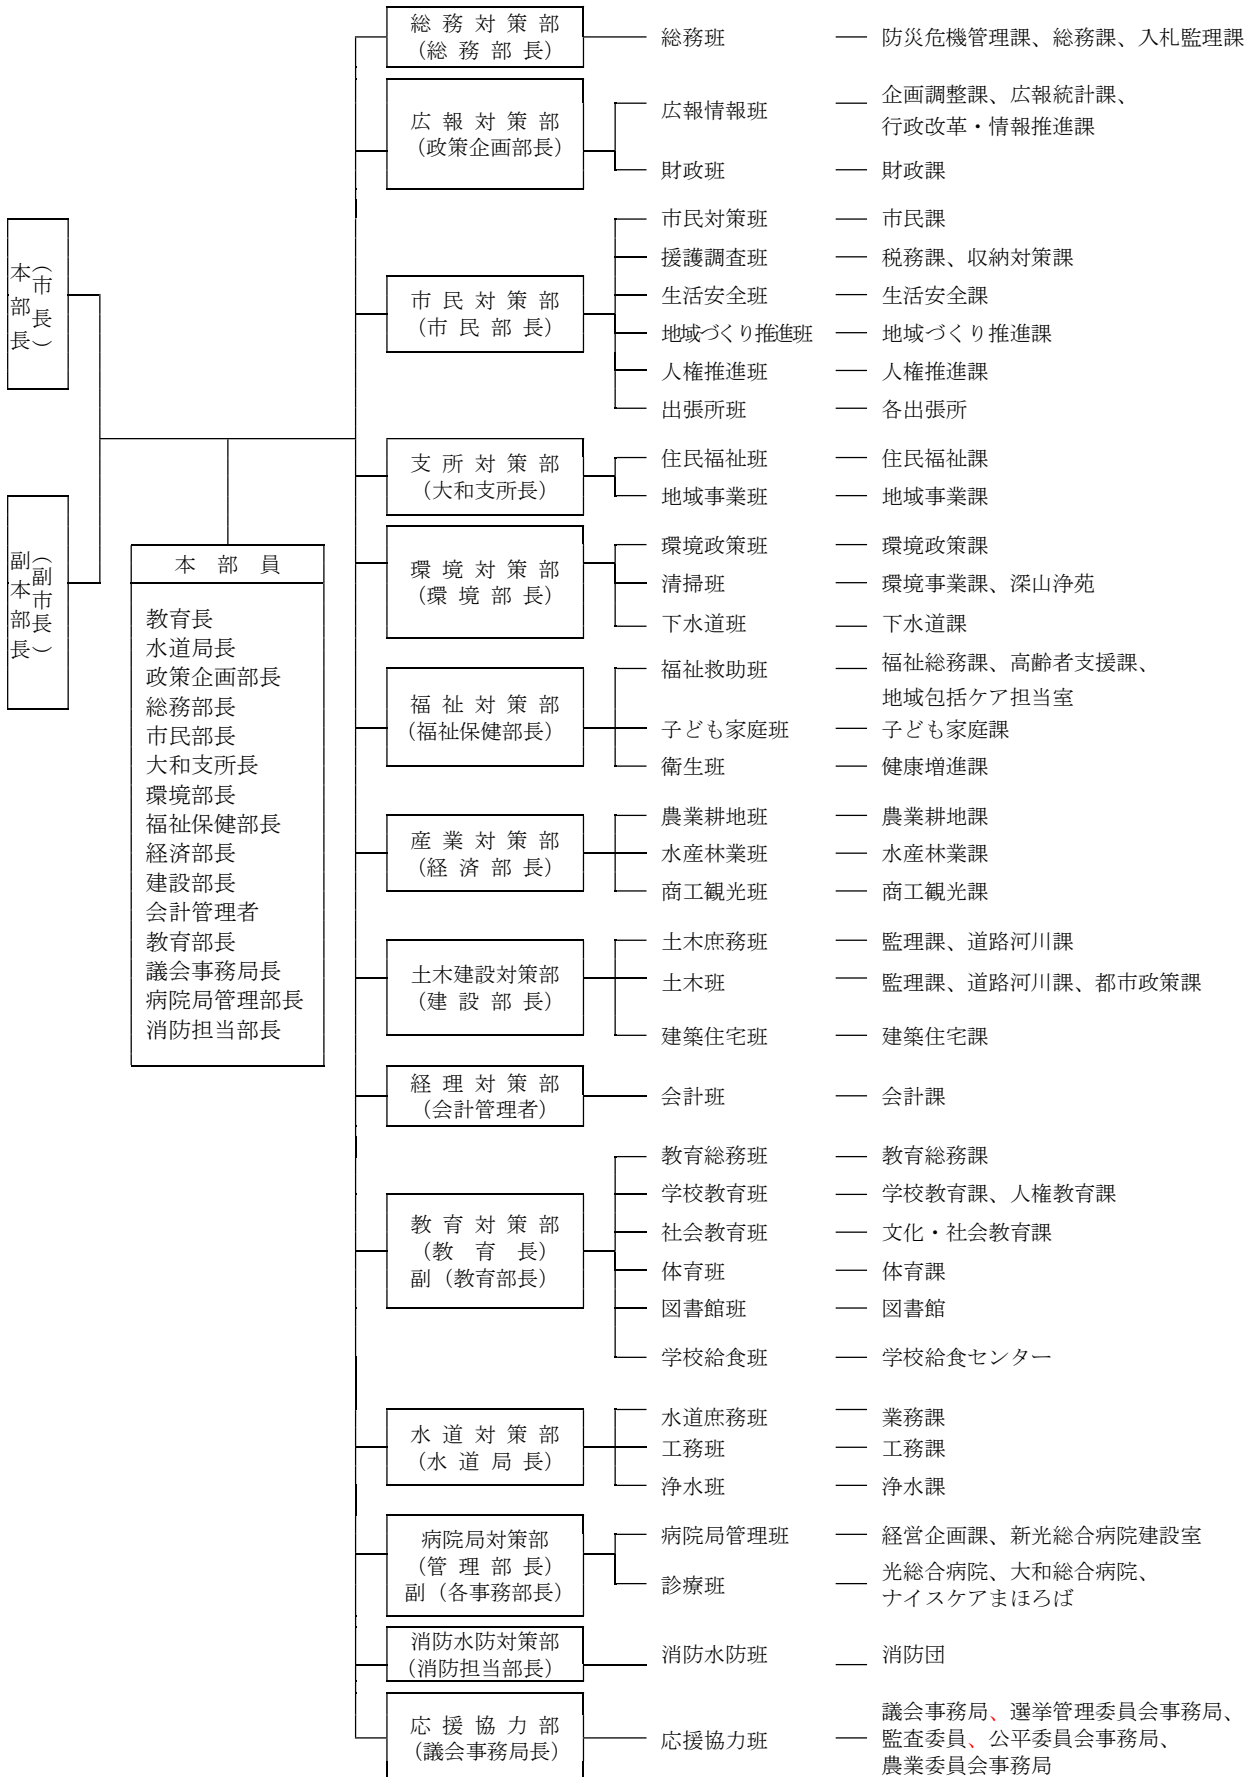 本部長
（市長）
副本部長
（副市長）
本部員
教育長
水道局長
政策企画部長
総務部長
市民部長
大和支所長
環境部長
福祉保健部長
経済部長
建設部長
会計管理者
教育部長
議会事務局長
病院局管理部長
消防担当部長
総務対策部
（総務部長）
総務班 防災危機管理課、総務課、入札監理課
広報対策部
（政策企画部長）
広報情報班 企画調整課、広報統計課、
行政改革・情報推進課
財政班 財政課
市民対策部
（市民部長）
市民対策班 市民課
援護調査班 税務課、収納対策課
生活安全班 生活安全課
地域づくり推進班 地域づくり推進課
人権推進班 人権推進課
出張所班 各出張所
支所対策部
（大和支所長）
住民福祉班 住民福祉課
地域事業班 地域事業課
環境対策部
（環境部長）
環境政策班 環境政策課
清掃班 環境事業課、深山浄苑
下水道班 下水道課
福祉対策部
（福祉保健部長）
福祉救助班 福祉総務課、高齢者支援課、
地域包括ケア担当室
子ども家庭班 子ども家庭課
衛生班 健康増進課
産業対策部
（経済部長）
農業耕地班 農業耕地課
水産林業班 水産林業課
商工観光班 商工観光課
土木建設対策部
（建設部長）
土木庶務班 監理課、道路河川課
土木班 監理課、道路河川課、都市政策課
建築住宅班 建築住宅課
経理対策部
（会計管理者）
会計班 会計課
教育対策部
（教育長）
副（教育部長）
教育総務班 教育総務課
学校教育班 学校教育課、人権教育課
社会教育班 文化・社会教育課
体育班 体育課
図書館班 図書館
学校給食班 学校給食センター
水道対策部
（水道局長）
水道庶務班 業務課
工務班 工務課
浄水班 浄水課
病院局対策部
（管理部長）
副（各事務部長）
病院局管理班 経営企画課、新光総合病院建設室
診療班 光総合病院、大和総合病院、
ナイスケアまほろば
消防水防対策部
（消防担当部長）
消防水防班 消防団
応援協力部
（議会事務局長）
応援協力班 議会事務局、選挙管理委員会事務局、
監査委員、公平委員会事務局、
農業委員会事務局